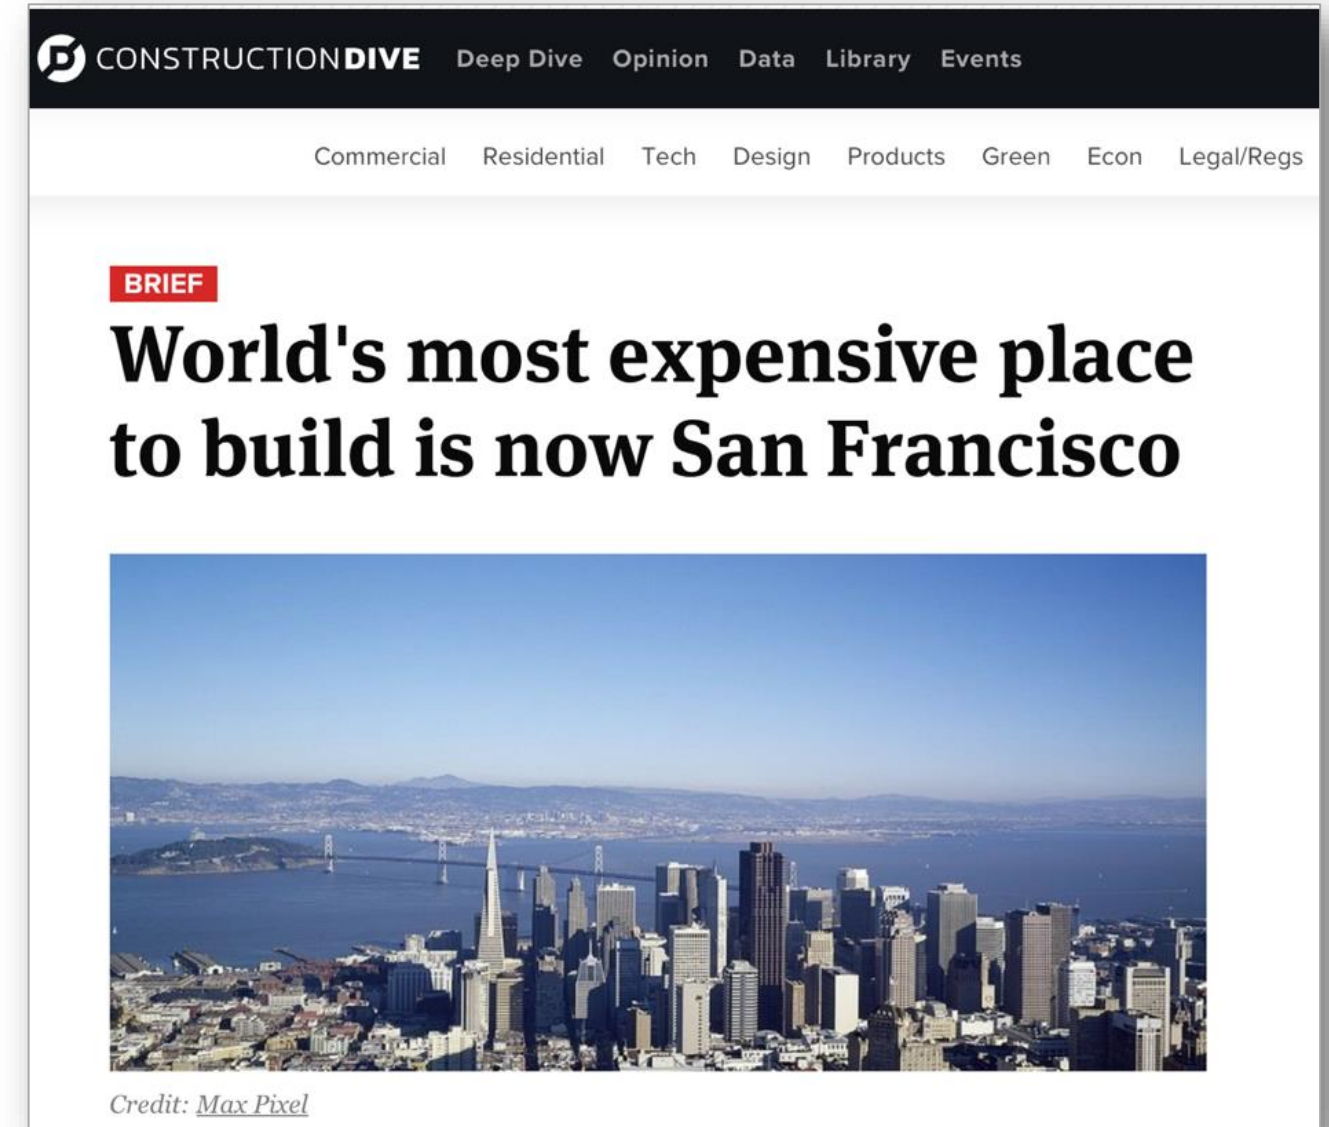 CONSTRUCTIONDIVE Deep Dive Opinion Data Library Events
Commercial Residential Tech Design Products Green Econ Legal/Regs
BRIEF
World's most expensive place
to build is now San Francisco
Credit: Max Pixel